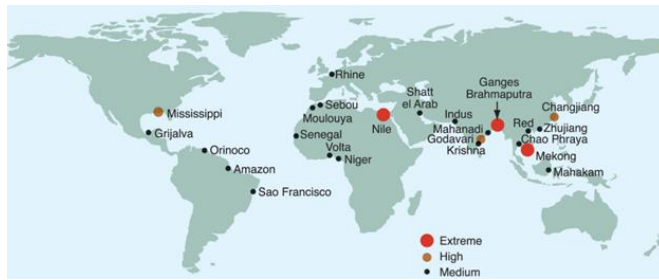 Rhine
Ganges
Brahmaputra
Shatt
el Arab
Changjiang
Mississippi
Sebou
Moulouya
Nile
Indus
Red
Zhujiang
Grijalva
Senegal
Mahanadi
Godavari
Chao Phraya
Krishna
Volta
Niger
Mekong
Orinoco
Amazon
Mahakam
Sao Francisco
Extreme
High
Medium